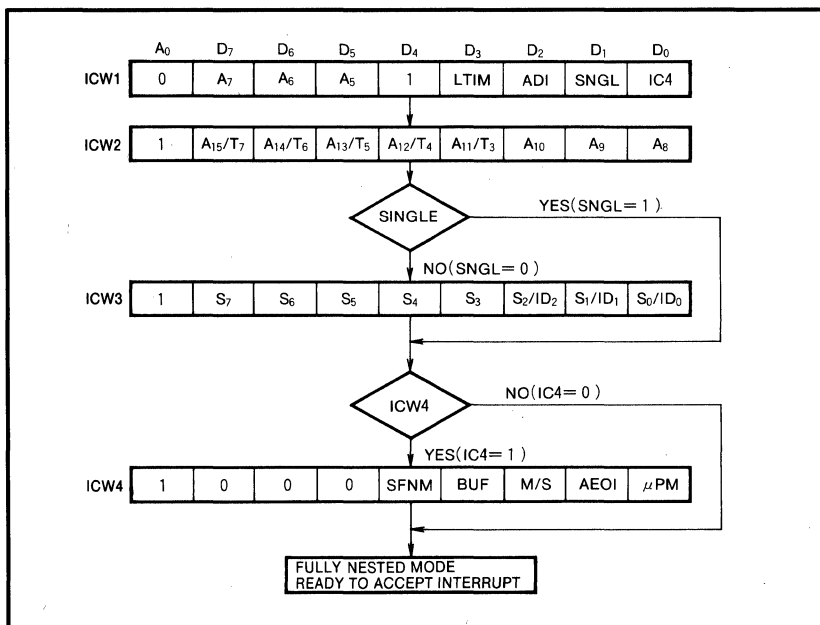 A₀ D₇ D₆ D₅ D₄ D₃ D₂ D₁ D₀
ICW1 0 A₇ A₆ A₅ 1 LTIM ADI SNGL IC4
ICW2 1 A₁₅/T₇ A₁₄/T₆ A₁₃/T₅ A₁₂/T₄ A₁₁/T₃ A₁₀ A₉ A₈
SINGLE YES(SNGL=1)
NO(SNGL=0)
ICW3 1 S₇ S₆ S₅ S₄ S₃ S₂/ID₂ S₁/ID₁ S₀/ID₀
ICW4 NO(IC4=0)
YES(IC4=1)
ICW4 1 0 0 0 SFNM BUF M/S AEOI μPM
FULLY NESTED MODE
READY TO ACCEPT INTERRUPT